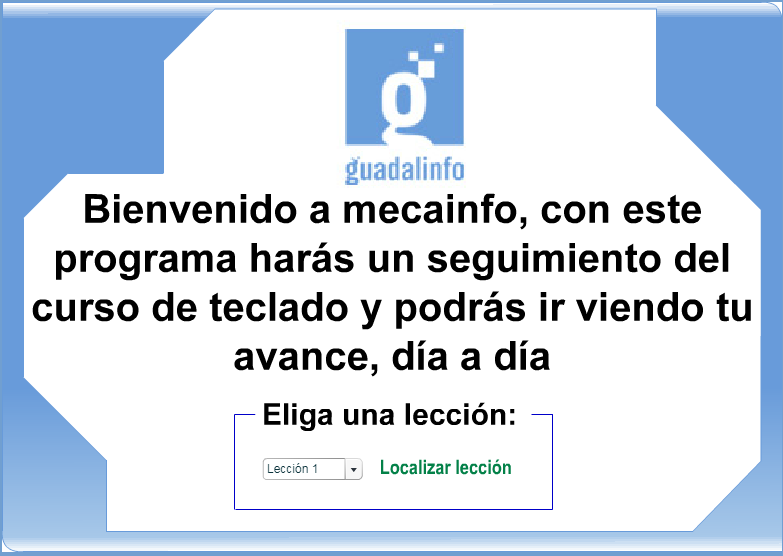 g
guadalinfo
Bienvenido a mecainfo, con este
programa harás un seguimiento del
curso de teclado y podrás ir viendo tu
avance, día a día
Eliga una lección:
Lección 1
Localizar lección